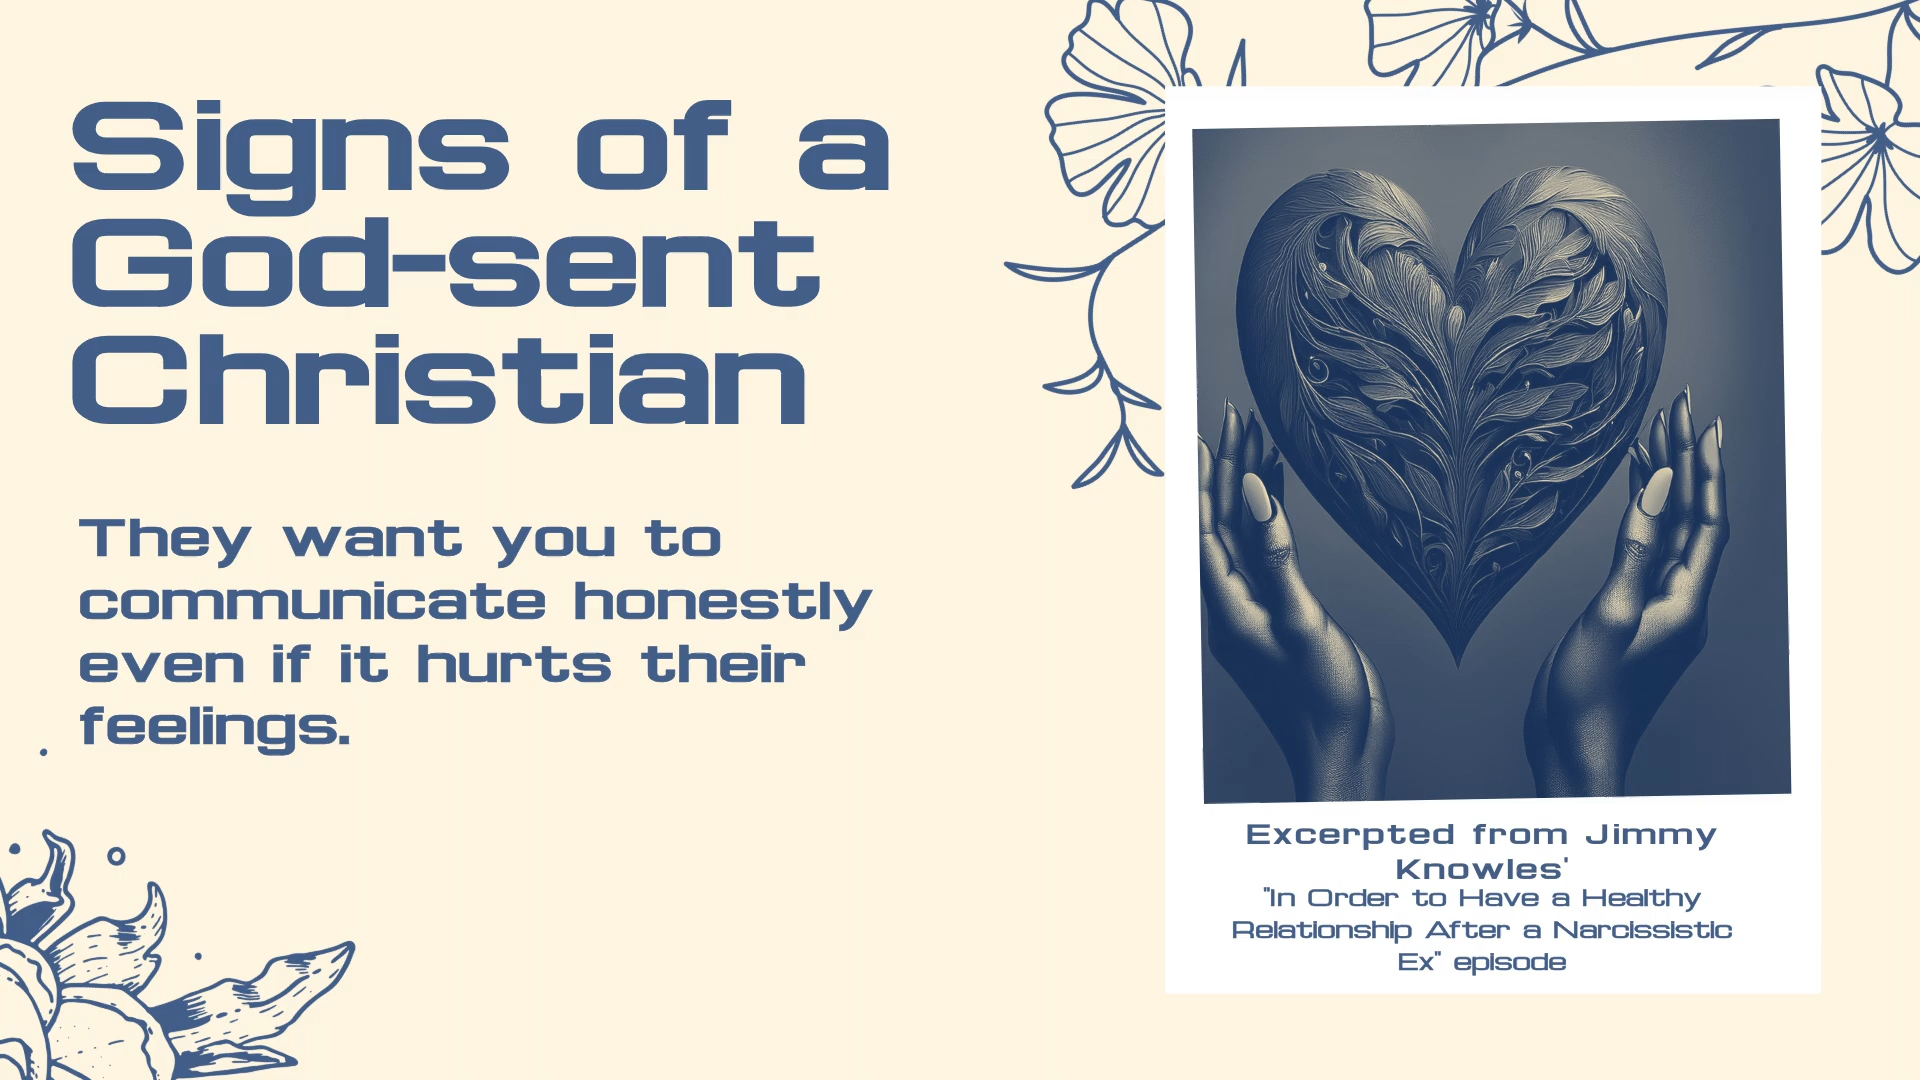 Signs of a
God-sent
Christian
They want you to
communicate honestly
even if it hurts their
feelings.
Excerpted from Jimmy
Knowles'
"In Order to Have a Healthy
Relationship After a Narcissistic
Ex" episode